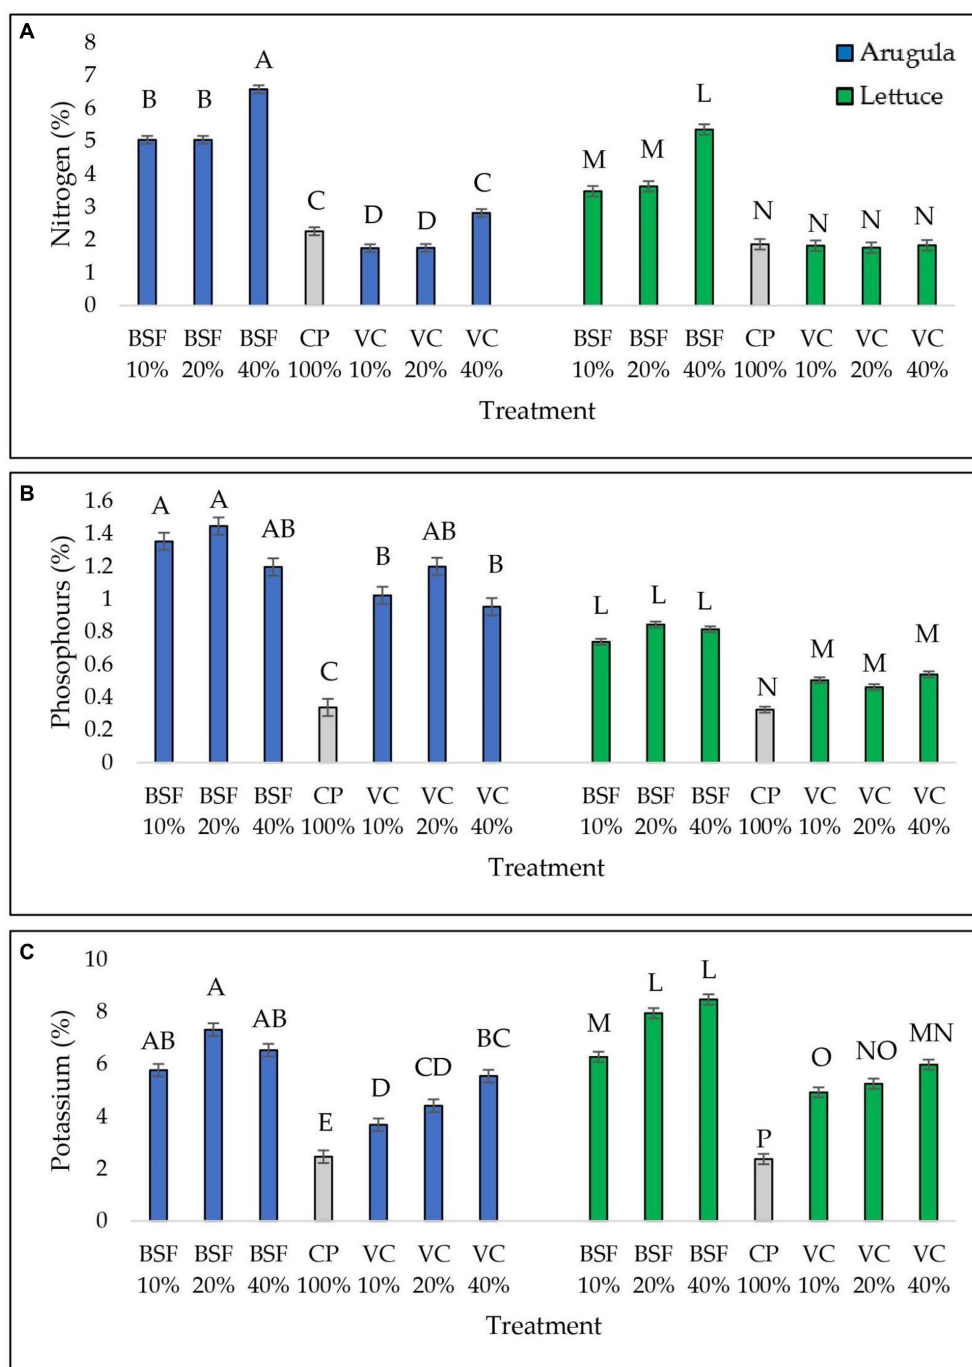 A
8
7
6
5
4
3
2
1
0
Nitrogen (%)
B B A C D D C
M M L N N N N
Arugula
Lettuce
BSF BSF BSF CP VC VC VC BSF BSF BSF CP VC VC VC
10% 20% 40% 100% 10% 20% 40% 10% 20% 40% 100% 10% 20% 40%
Treatment
B
1.6
1.4
1.2
1
0.8
0.6
0.4
0.2
0
Phosophours (%)
A A AB C B AB B
L L L N M M M
BSF BSF BSF CP VC VC VC BSF BSF BSF CP VC VC VC
10% 20% 40% 100% 10% 20% 40% 10% 20% 40% 100% 10% 20% 40%
Treatment
C
10
8
6
4
2
0
Potassium (%)
AB A AB E D CD BC
M L L P O NO MN
BSF BSF BSF CP VC VC VC BSF BSF BSF CP VC VC VC
10% 20% 40% 100% 10% 20% 40% 10% 20% 40% 100% 10% 20% 40%
Treatment